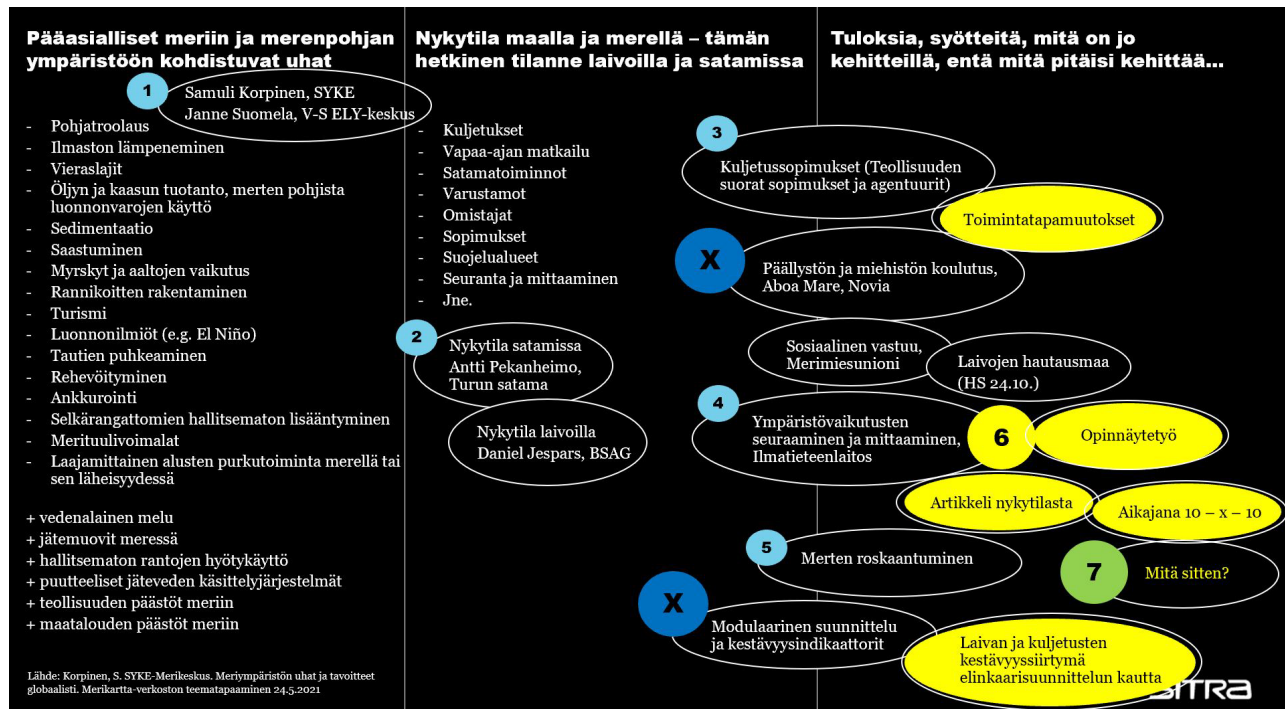 Pääasialliset meriin ja merenpohjan
ympäristöön kohdistuvat uhat
1
Samuli Korpinen, SYKE
Janne Suomela, V-S ELY-keskus
- Pohjatroolaus
- Ilmaston lämpeneminen
- Vieraslajit
- Öljyn ja kaasun tuotanto, merten pohjista
luonnonvarojen käyttö
- Sedimentaatio
- Saastuminen
- Myrskyt ja aaltojen vaikutus
- Rannikoitten rakentaminen
- Turismi
- Luonnonilmiöt (e.g. El Niño)
- Tautien puhkeaminen
- Rehevöityminen
- Ankkurointi
- Selkärangattomien hallitsematon lisääntyminen
- Merituulivoimalat
- Laajamittainen alusten purkutoiminta merellä tai
sen läheisyydessä
+ vedenalainen melu
+ jätemuovit meressä
+ hallitsematon rantojen hyötykäyttö
+ puutteeliset jäteveden käsittelyjärjestelmät
+ teollisuuden päästöt meriin
+ maatalouden päästöt meriin
Lähde: Korpinen, S. SYKE-Merikeskus. Meriympäristön uhat ja tavoitteet
globaalisti. Merikartta-verkoston teematapaaminen 24.5.2021
Nykytila maalla ja merellä – tämän
hetkinen tilanne laivoilla ja satamissa
- Kuljetukset
- Vapaa-ajan matkailu
- Satamatoiminnot
- Varustamot
- Omistajat
- Sopimukset
- Suojelualueet
- Seuranta ja mittaaminen
- Jne.
2
Nykytila satamissa
Antti Pekanheimo,
Turun satama
Nykytila laivoilla
Daniel Jespars, BSAG
Tuloksia, syötteitä, mitä on jo
kehitteillä, entä mitä pitäisi kehittää...
3
Kuljetussopimukset (Teollisuuden
suorat sopimukset ja agentuurit)
Toimintatapamuutokset
X
Päällystön ja miehistön koulutus,
Aboa Mare, Novia
Sosiaalinen vastuu,
Merimiesunioni
Laivojen hautausmaa
(HS 24.10.)
4
Ympäristövaikutusten
seuraaminen ja mittaaminen,
Ilmatieteenlaitos
6
Opinnäytetyö
Artikkeli nykytilasta
Aikajana 10 – x – 10
5
Merten roskaantuminen
7
Mitä sitten?
X
Modulaarinen suunnittelu
ja kestävyysindikaattorit
Laivan ja kuljetusten
kestävyyssiirtymä
elinkaarisuunnittelun kautta
SITRA